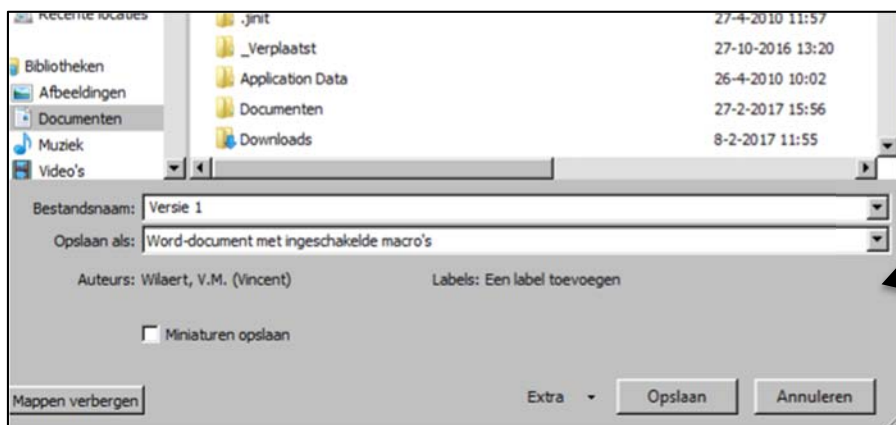 Recente locaties
Bibliotheken
Afbeeldingen
Documenten
Muziek
Video's
.jinit 27-4-2010 11:57
_Verplaatst 27-10-2016 13:20
Application Data 26-4-2010 10:02
Documenten 27-2-2017 15:56
Downloads 8-2-2017 11:55
Bestandsnaam: Versie 1
Opslaan als: Word-document met ingeschakelde macro's
Auteurs: Wilaert, V.M. (Vincent) Labels: Een label toevoegen
Miniaturen opslaan
Mappen verbergen Extra Opslaan Annuleren